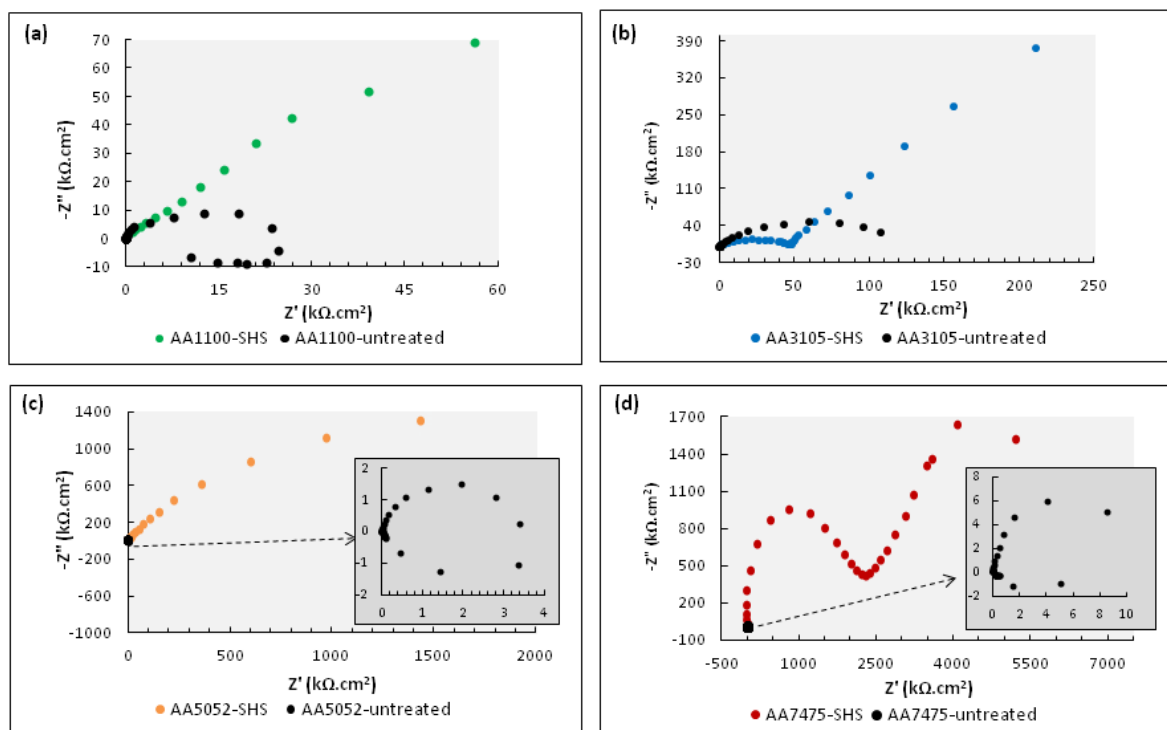 (a)
70
60
50
40
30
20
10
0
-10
-Z'' (kΩ.cm²)
0 15 30 45 60
Z' (kΩ.cm²)
AA1100-SHS AA1100-untreated
(b)
390
320
250
180
110
40
-30
-Z'' (kΩ.cm²)
0 50 100 150 200 250
Z' (kΩ.cm²)
AA3105-SHS AA3105-untreated
(c)
1400
1000
600
200
-200
-600
-1000
-Z'' (kΩ.cm²)
2
1
0
-1
-2
0 1 2 3 4
0 500 1000 1500 2000
Z' (kΩ.cm²)
AA5052-SHS AA5052-untreated
(d)
1700
1400
1100
800
500
200
-100
-Z'' (kΩ.cm²)
8
6
4
2
0
-2
0 2 4 6 8 10
-500 1000 2500 4000 5500 7000
Z' (kΩ.cm²)
AA7475-SHS AA7475-untreated